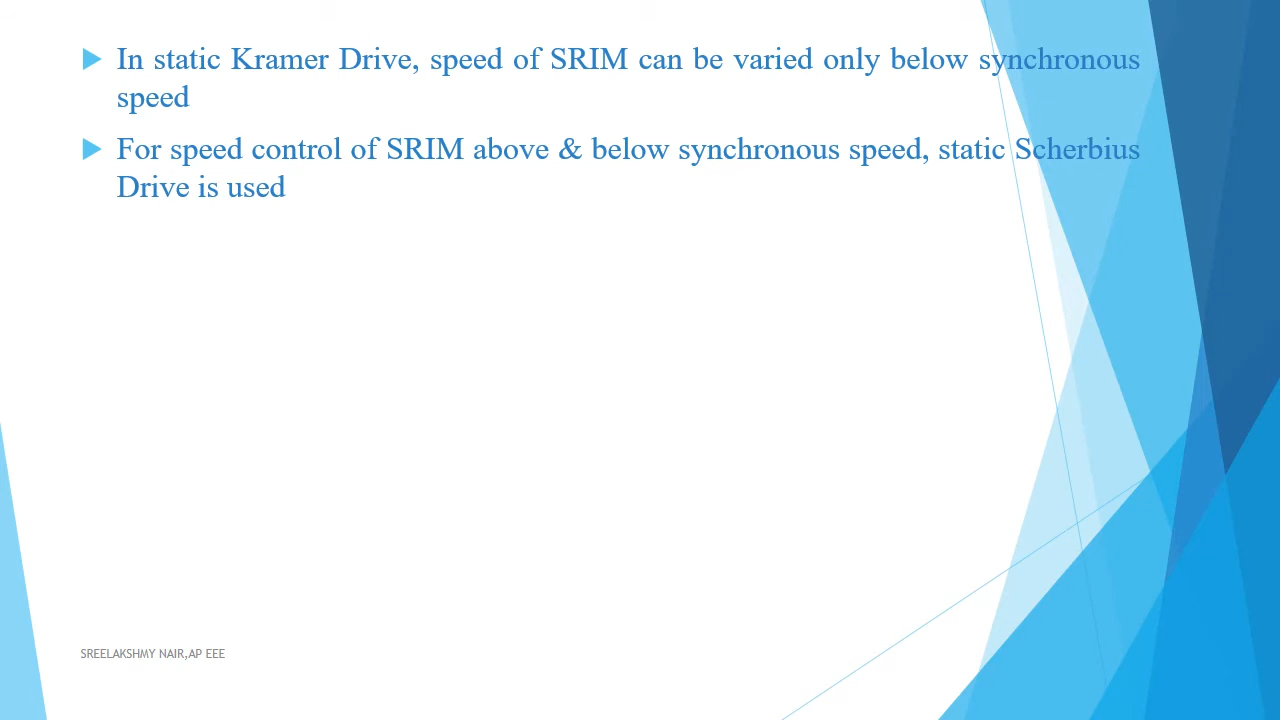 In static Kramer Drive, speed of SRIM can be varied only below synchronous
speed
For speed control of SRIM above & below synchronous speed, static Scherbius
Drive is used
SREELAKSHMY NAIR,AP EEE